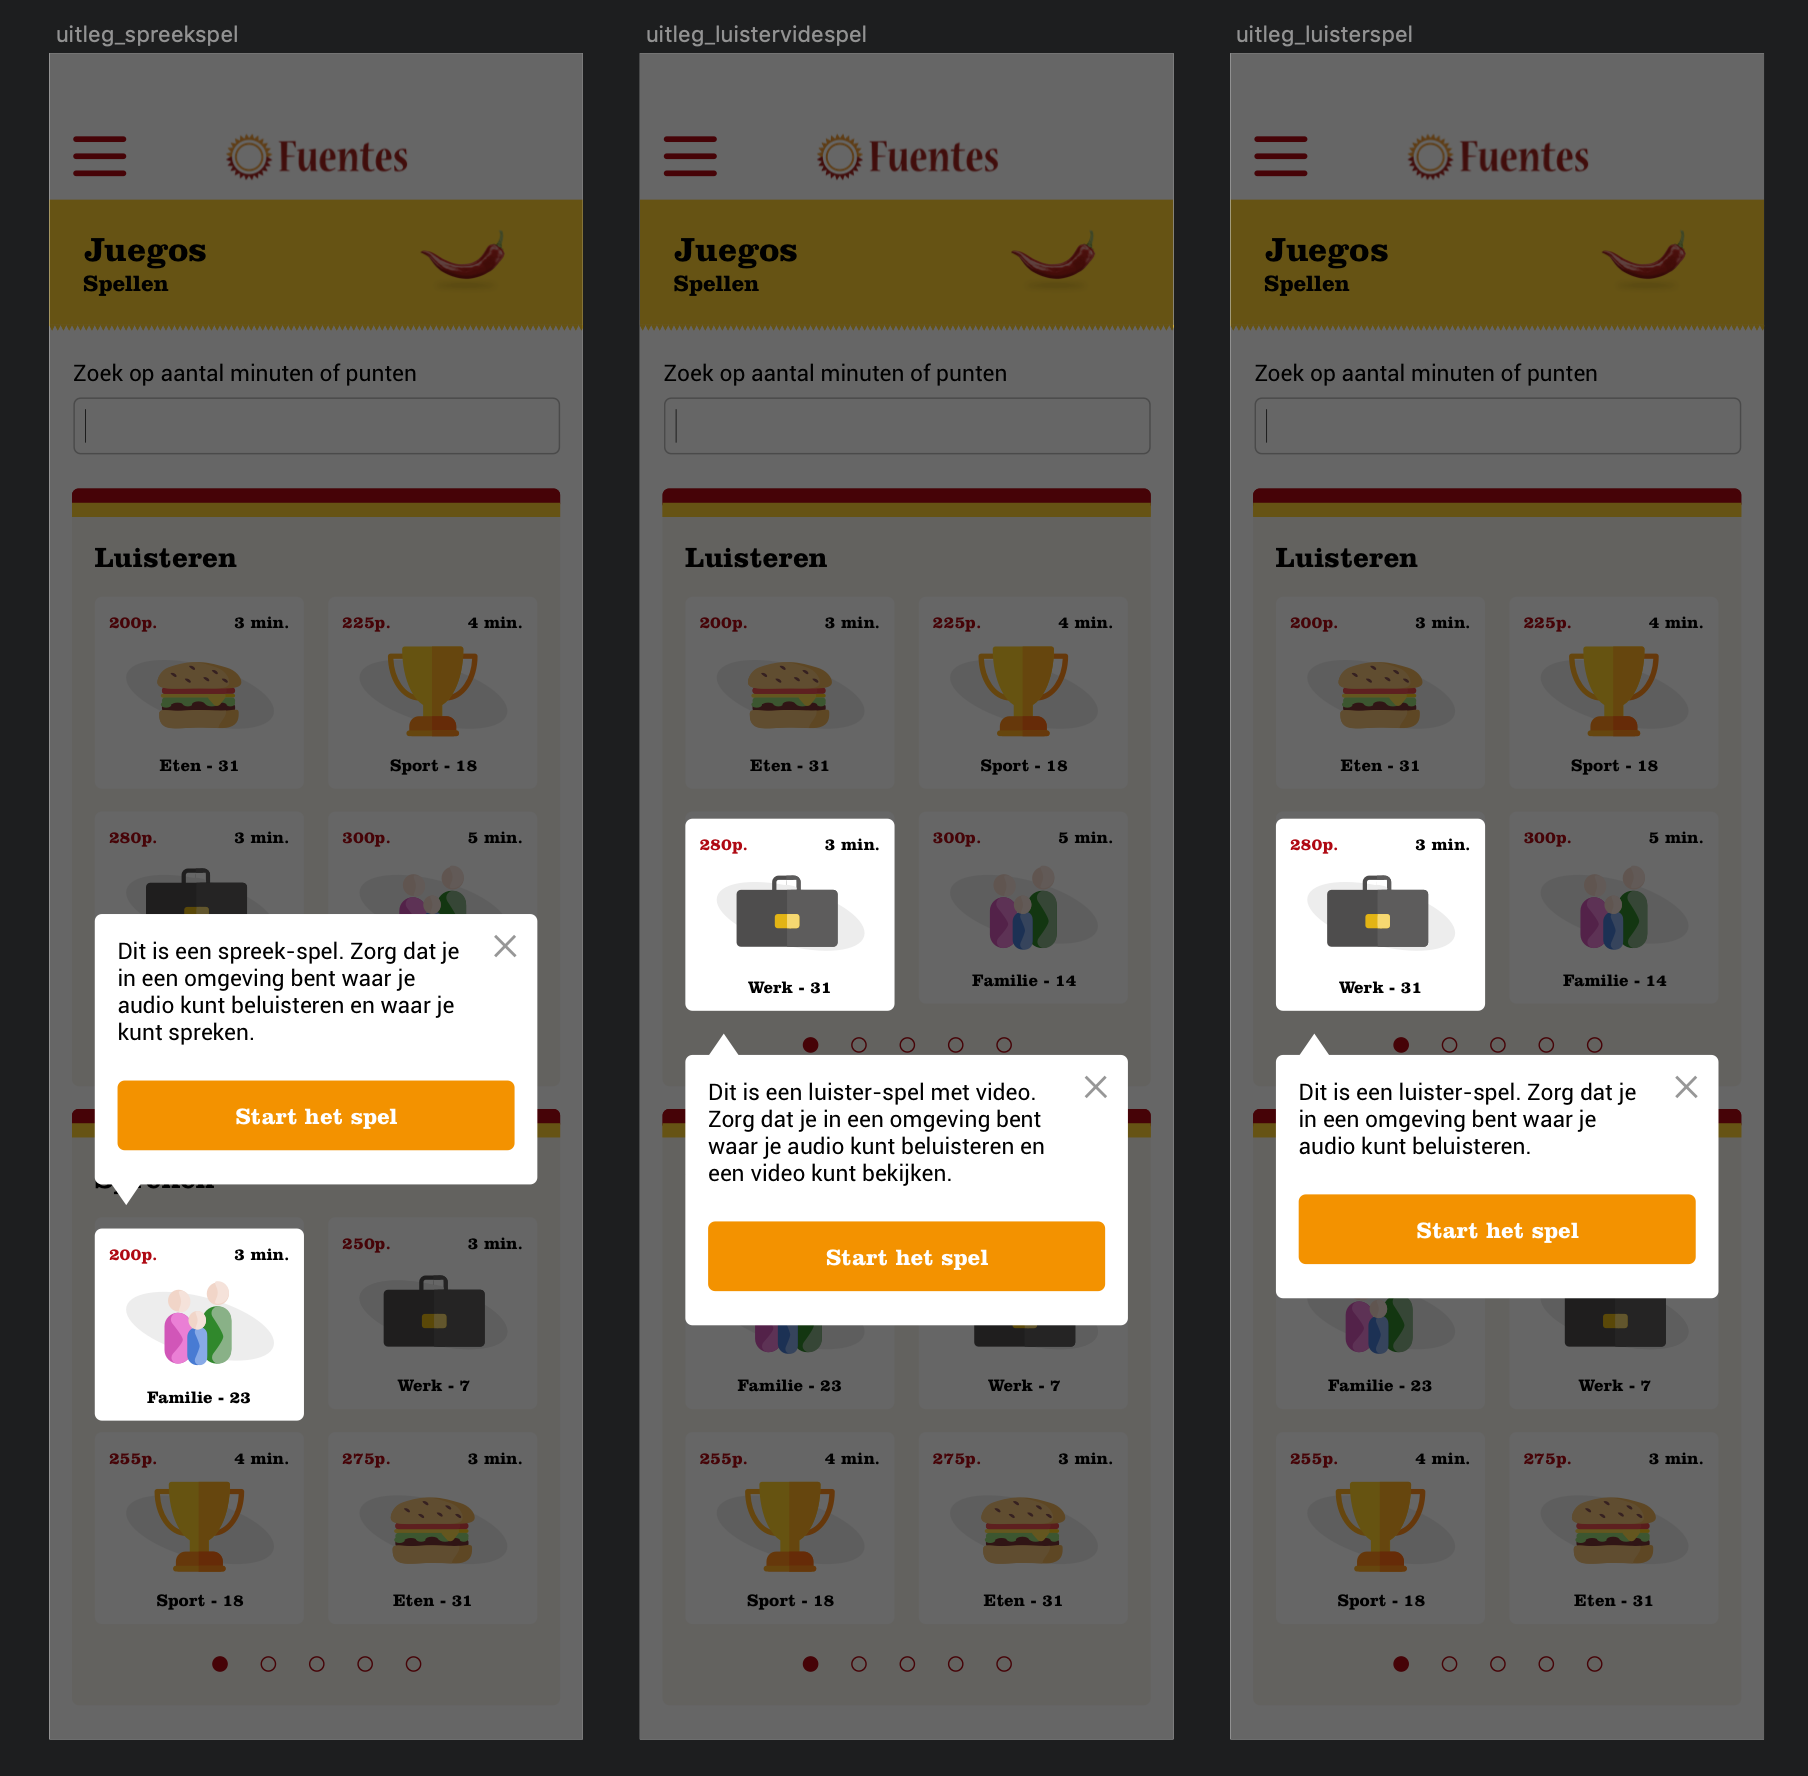 uitleg_spreekspel
Fuentes
Juegos
Spellen
Zoek op aantal minuten of punten
Luisteren
200p. 3 min.
Eten - 31
225p. 4 min.
Sport - 18
280p. 3 min.
300p. 5 min.
Dit is een spreek-spel. Zorg dat je
in een omgeving bent waar je
audio kunt beluisteren en waar je
kunt spreken.
Start het spel
200p. 3 min.
Familie - 23
250p. 3 min.
Werk - 7
255p. 4 min.
Sport - 18
275p. 3 min.
Eten - 31
uitleg_luistervidespel
Fuentes
Juegos
Spellen
Zoek op aantal minuten of punten
Luisteren
200p. 3 min.
Eten - 31
225p. 4 min.
Sport - 18
280p. 3 min.
Werk - 31
300p. 5 min.
Familie - 14
Dit is een luister-spel met video.
Zorg dat je in een omgeving bent
waar je audio kunt beluisteren en
een video kunt bekijken.
Start het spel
Familie - 23
Werk - 7
255p. 4 min.
Sport - 18
275p. 3 min.
Eten - 31
uitleg_luisterspel
Fuentes
Juegos
Spellen
Zoek op aantal minuten of punten
Luisteren
200p. 3 min.
Eten - 31
225p. 4 min.
Sport - 18
280p. 3 min.
Werk - 31
300p. 5 min.
Familie - 14
Dit is een luister-spel. Zorg dat je
in een omgeving bent waar je
audio kunt beluisteren.
Start het spel
Familie - 23
Werk - 7
255p. 4 min.
Sport - 18
275p. 3 min.
Eten - 31